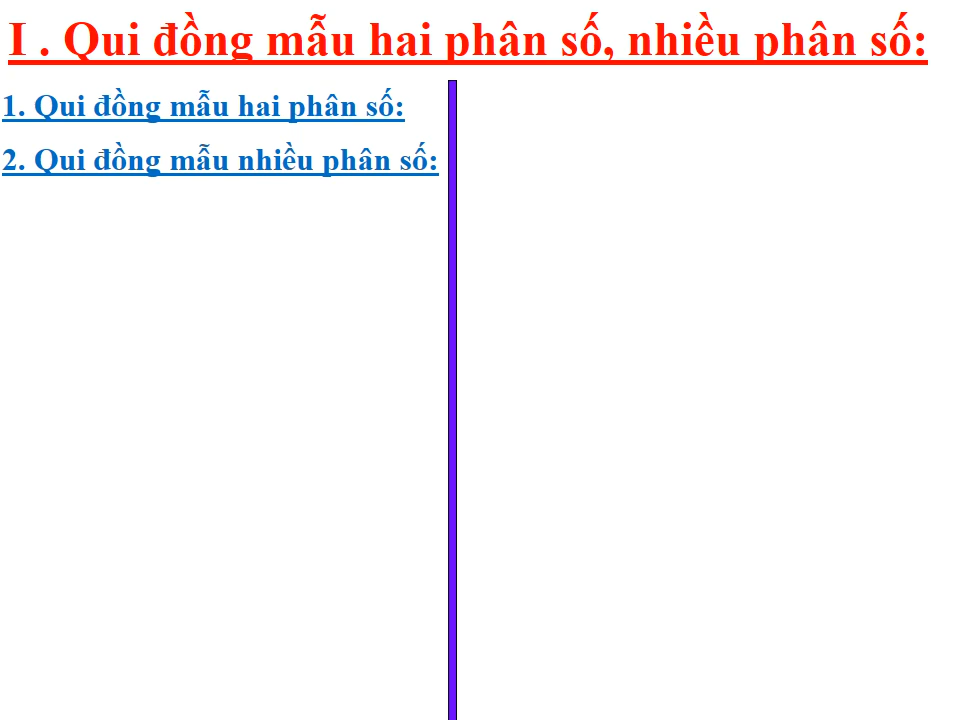 I . Qui đồng mẫu hai phân số, nhiều phân số:
1. Qui đồng mẫu hai phân số:
2. Qui đồng mẫu nhiều phân số: